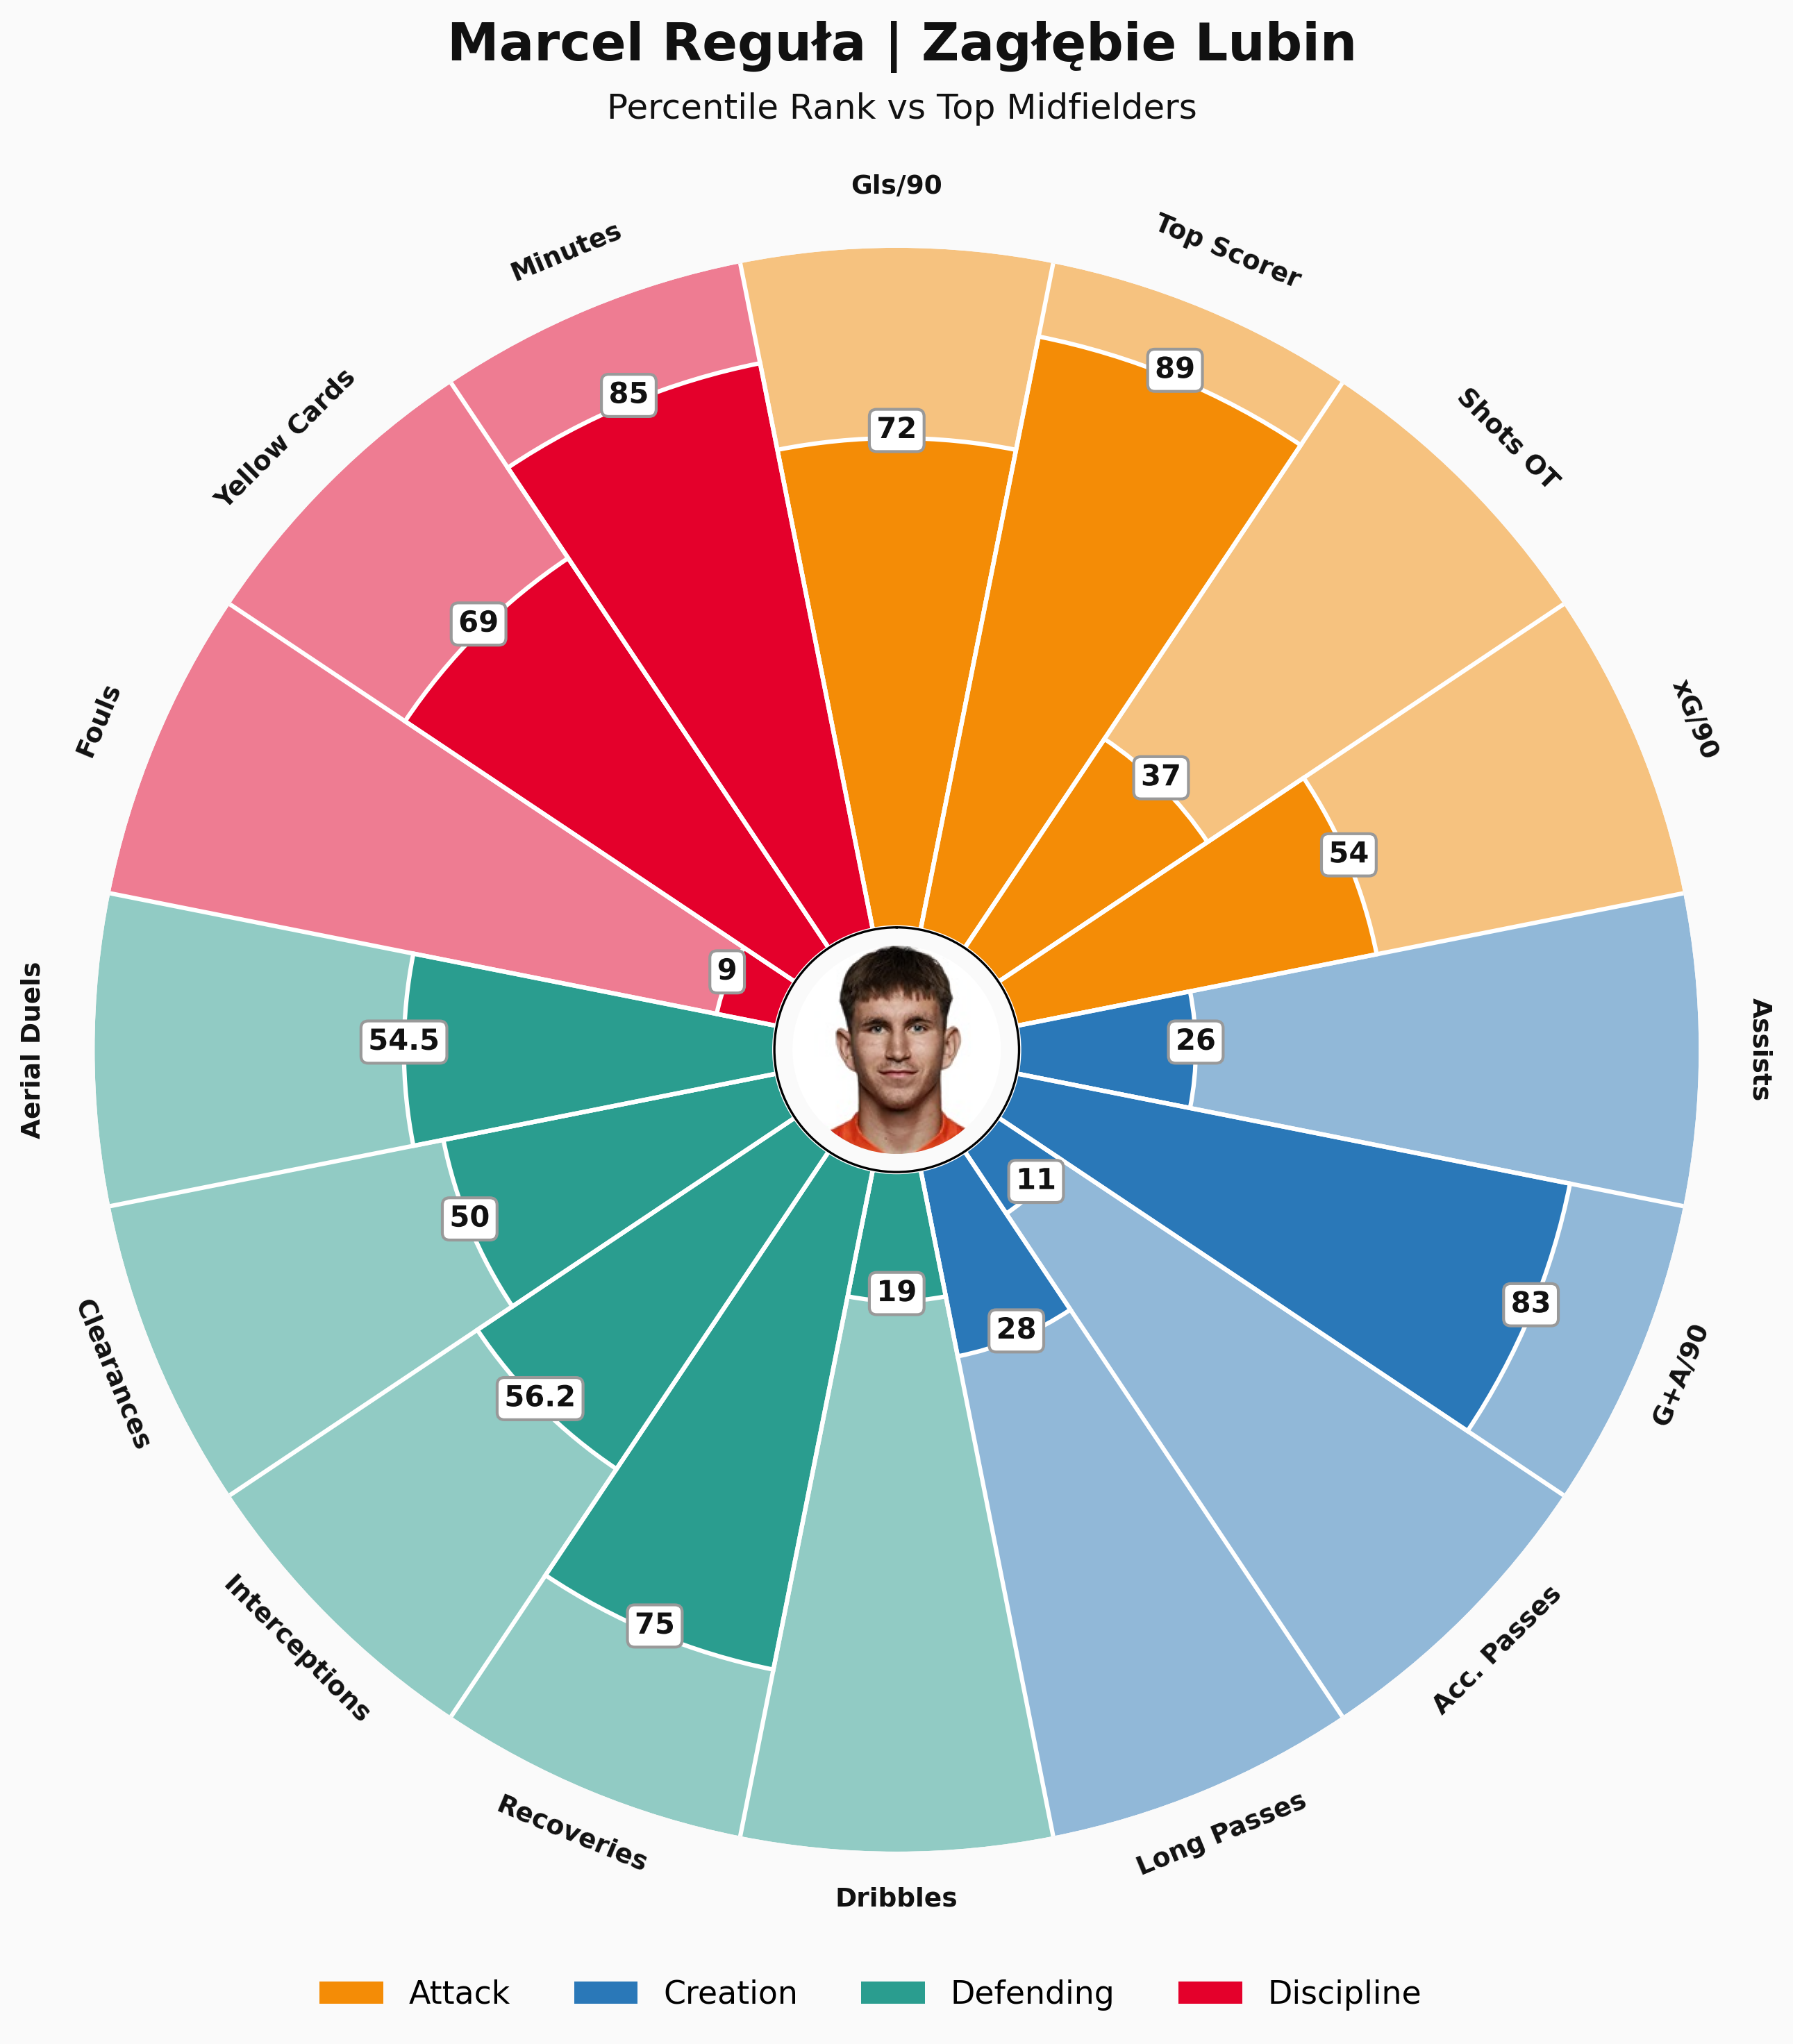 Marcel Reguła | Zagłębie Lubin
Percentile Rank vs Top Midfielders
Gls/90
72
Top Scorer
89
Shots OT
37
xG/90
54
Assists
26
G+A/90
83
Acc. Passes
11
Long Passes
28
Dribbles
19
Recoveries
75
Interceptions
56.2
Clearances
50
Aerial Duels
54.5
Fouls
9
Yellow Cards
69
Minutes
85
Attack
Creation
Defending
Discipline